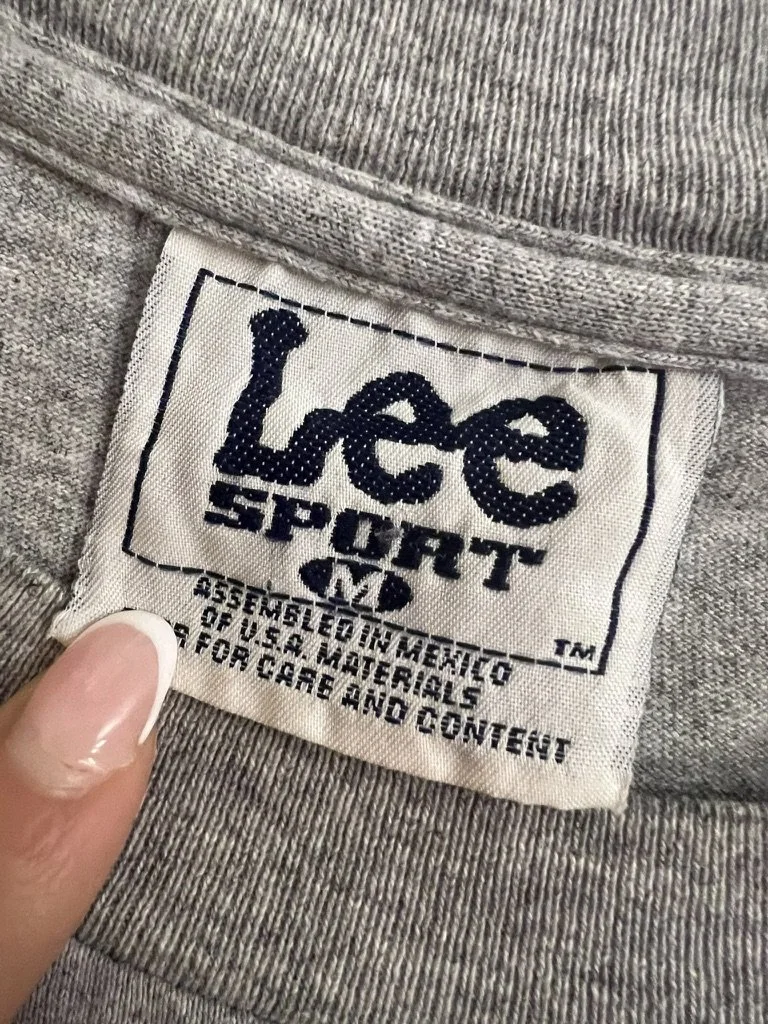 Lee
SPORT
M
TM
ASSEMBLED IN MEXICO
OF U.S.A. MATERIALS
FOR CARE AND CONTENT